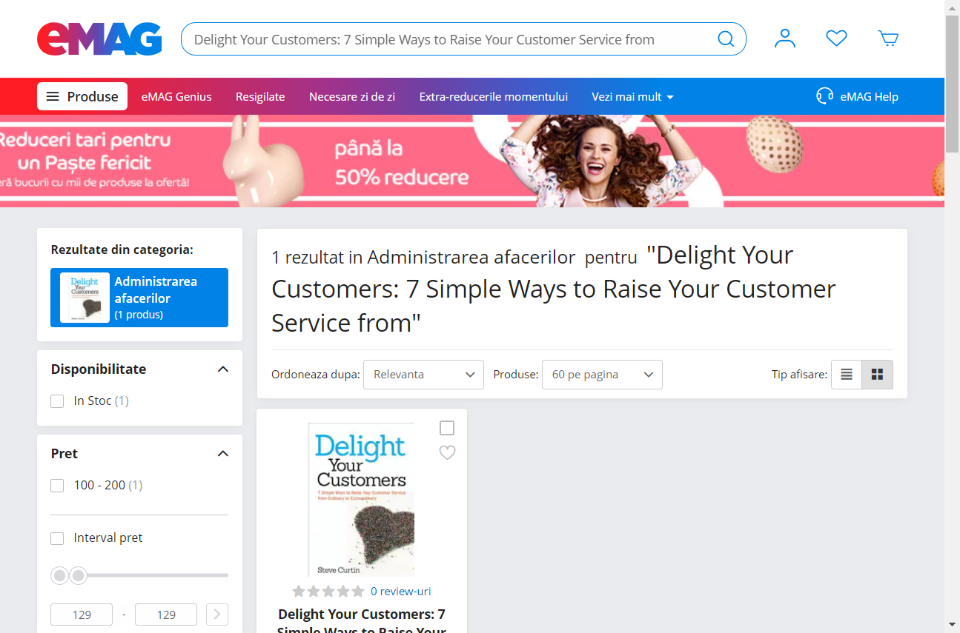 eMAG
Delight Your Customers: 7 Simple Ways to Raise Your Customer Service from
Produse
eMAG Genius
Resigilate
Necesare zi de zi
Extra-reducerile momentului
Vezi mai mult
eMAG Help
Reduceri tari pentru
un Paște fericit
bucurii cu mii de produse la ofertă!
până la
50% reducere
Rezultate din categoria:
Administrarea
afacerilor
(1 produs)
Disponibilitate
In Stoc (1)
Pret
100 - 200 (1)
Interval pret
129 - 129
1 rezultat in Administrarea afacerilor pentru "Delight Your
Customers: 7 Simple Ways to Raise Your Customer
Service from"
Ordoneaza dupa: Relevanta
Produse: 60 pe pagina
Tip afisare:
Delight
Your
Customers
7 Simple Ways to Raise Your Customer Service
from Ordinary to Extraordinary
Steve Curtin
0 review-uri
Delight Your Customers: 7
Simple Ways to Raise Your